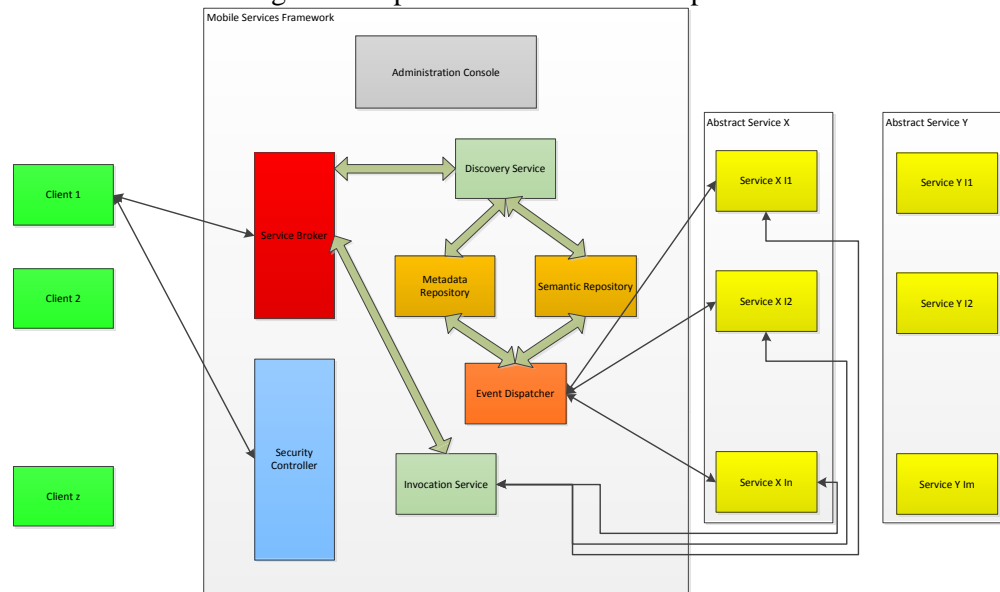 Mobile Services Framework
Administration Console
Abstract Service X
Abstract Service Y
Client 1
Service Broker
Discovery Service
Service X I1
Service Y I1
Client 2
Metadata
Repository
Semantic Repository
Service X I2
Service Y I2
Event Dispatcher
Security
Controller
Client z
Invocation Service
Service X In
Service Y Im